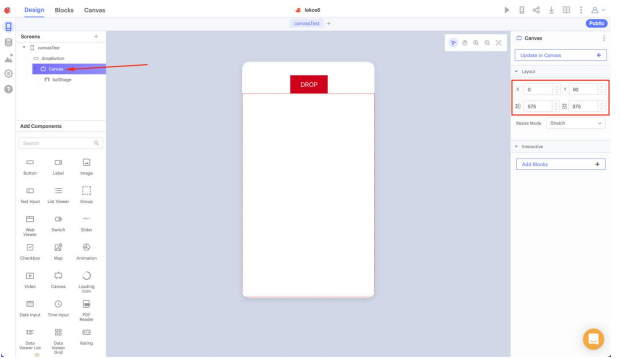 Design Blocks Canvas
lekce6
canvasTest +
Public
Screens +
canvasTest
dropButton
Canvas
ballStage
DROP
Add Components
Search
Button Label Image
Text Input List Viewer Group
Web Viewer Switch Slider
Checkbox Map Animation
Video Canvas Loading Icon
Date Input Time Input PDF Reader
Data Viewer List Data Viewer Grid Rating
Canvas
Update in Canvas +
Layout
X 0 Y 90
575 375
Resize Mode Stretch
Interactive
Add Blocks +